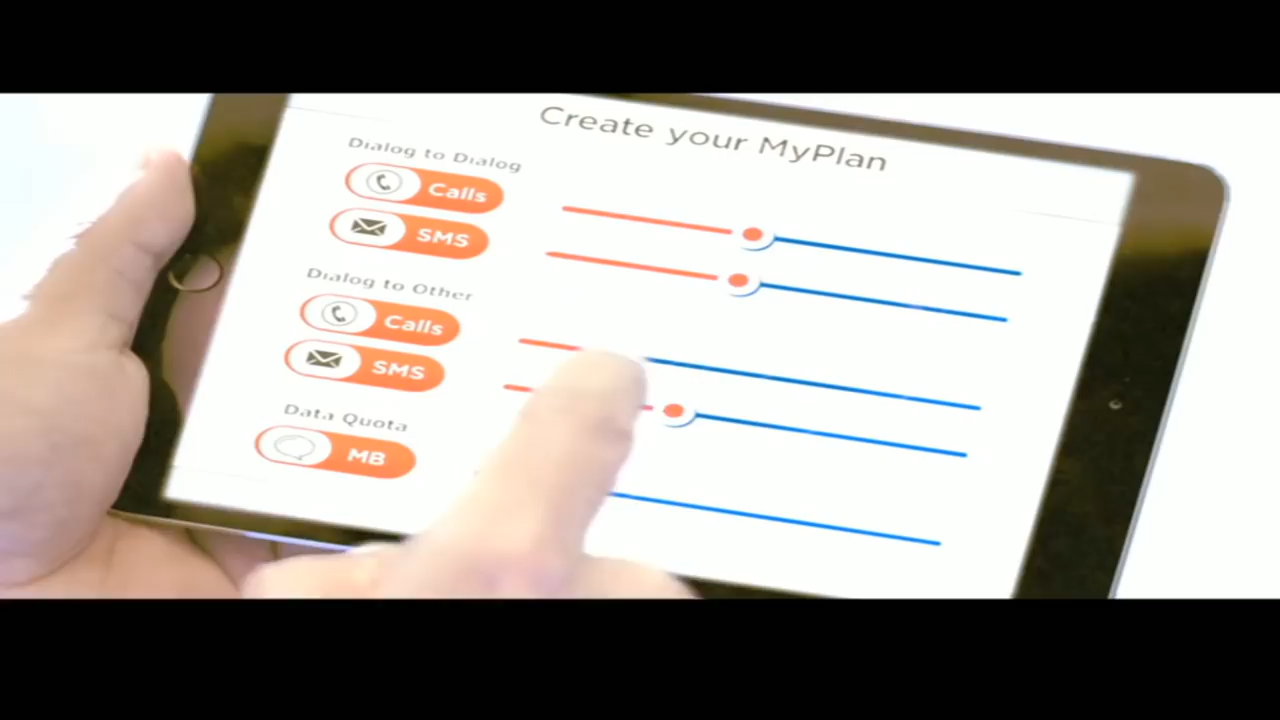 Create your MyPlan
Dialog to Dialog
Calls
SMS
Dialog to Other
Calls
SMS
Data Quota
MB